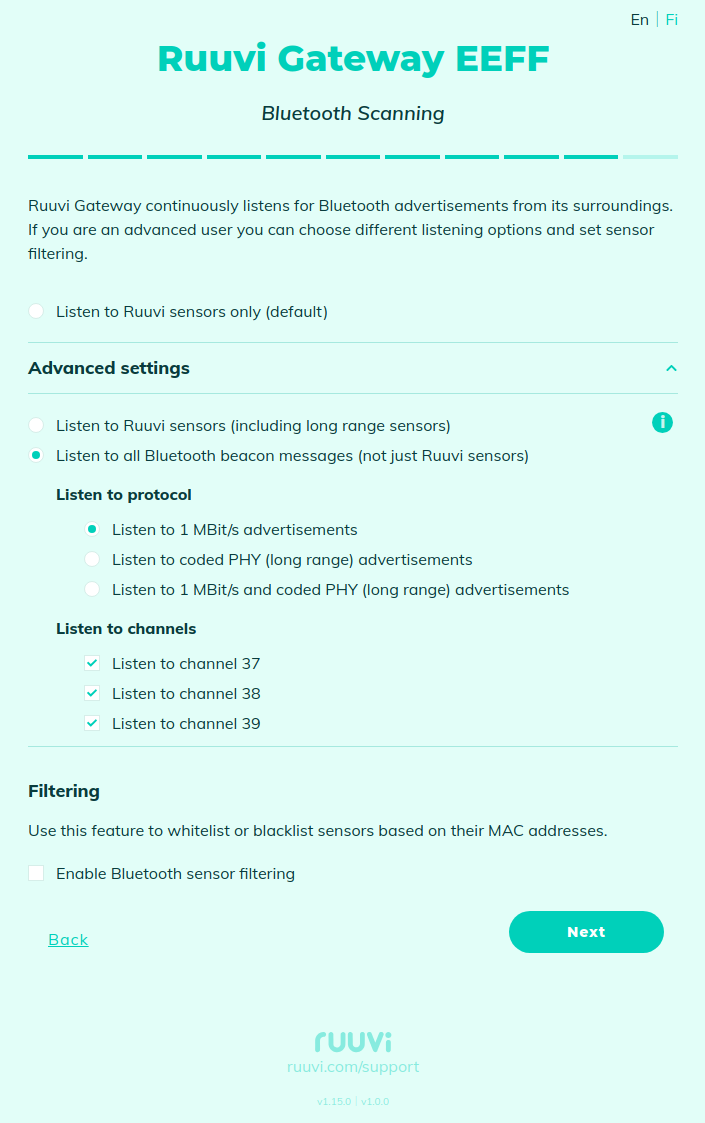 En | Fi
Ruuvi Gateway EEFF
Bluetooth Scanning
Ruuvi Gateway continuously listens for Bluetooth advertisements from its surroundings.
If you are an advanced user you can choose different listening options and set sensor
filtering.
Listen to Ruuvi sensors only (default)
Advanced settings
Listen to Ruuvi sensors (including long range sensors)
i
Listen to all Bluetooth beacon messages (not just Ruuvi sensors)
Listen to protocol
Listen to 1 MBit/s advertisements
Listen to coded PHY (long range) advertisements
Listen to 1 MBit/s and coded PHY (long range) advertisements
Listen to channels
Listen to channel 37
Listen to channel 38
Listen to channel 39
Filtering
Use this feature to whitelist or blacklist sensors based on their MAC addresses.
Enable Bluetooth sensor filtering
Back
Next
ruuvi
ruuvi.com/support
v1.15.0 | v1.0.0